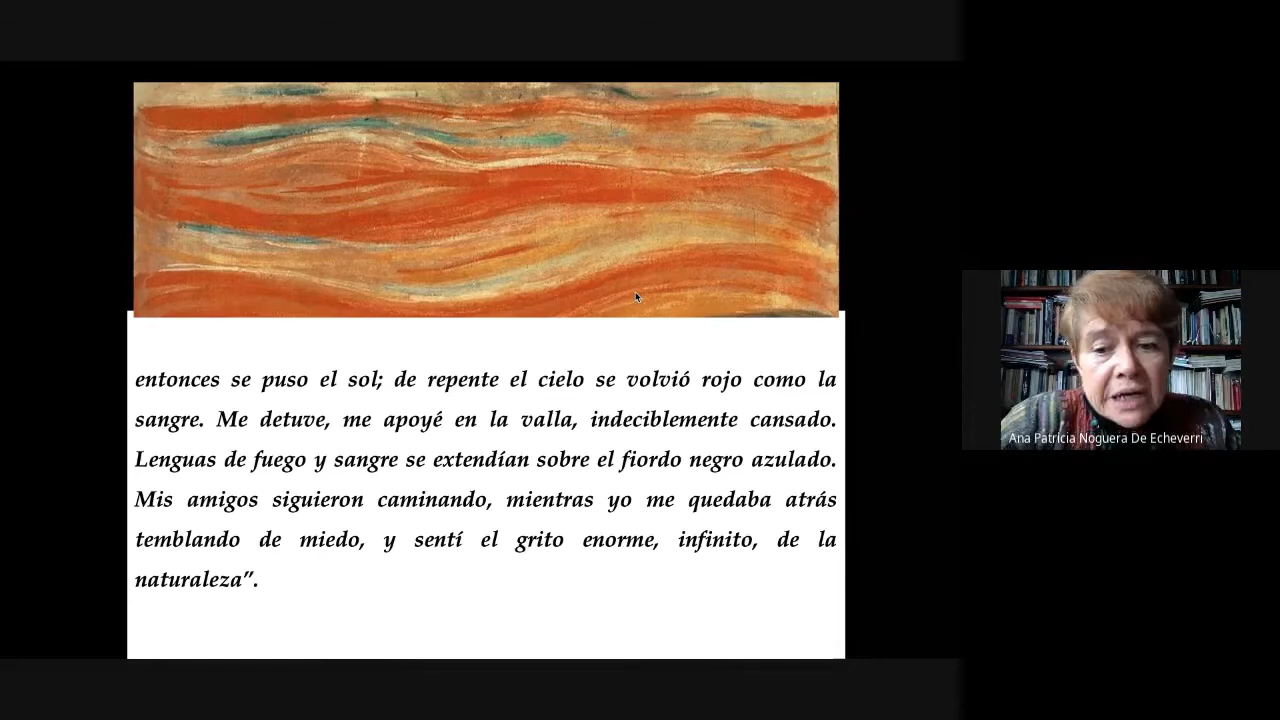 entonces se puso el sol; de repente el cielo se volvió rojo como la
sangre. Me detuve, me apoyé en la valla, indeciblemente cansado.
Lenguas de fuego y sangre se extendían sobre el fiordo negro azulado.
Mis amigos siguieron caminando, mientras yo me quedaba atrás
temblando de miedo, y sentí el grito enorme, infinito, de la
naturaleza”.
Ana Patricia Noguera De Echeverri